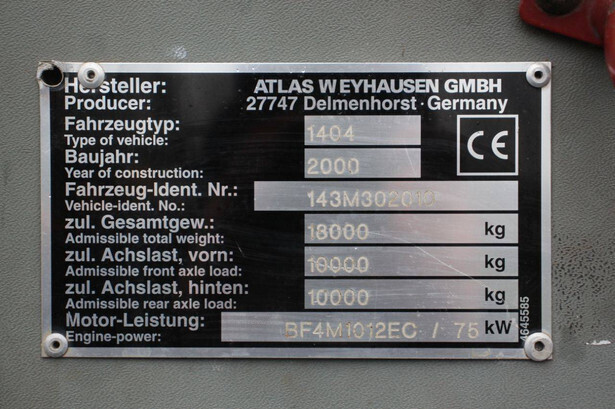 Hersteller: ATLAS WEYHAUSEN GMBH
Producer: 27747 Delmenhorst · Germany
Fahrzeugtyp: 1404
Type of vehicle:
Baujahr: 2000
Year of construction:
CE
Fahrzeug-Ident. Nr.:
Vehicle-ident. No.:
zul. Gesamtgew.: 18000 kg
Admissible total weight:
zul. Achslast, vorn: 10000 kg
Admissible front axle load:
zul. Achslast, hinten: 10000 kg
Admissible rear axle load:
Motor-Leistung: BF4M1012EC / 75 kW
Engine-power: